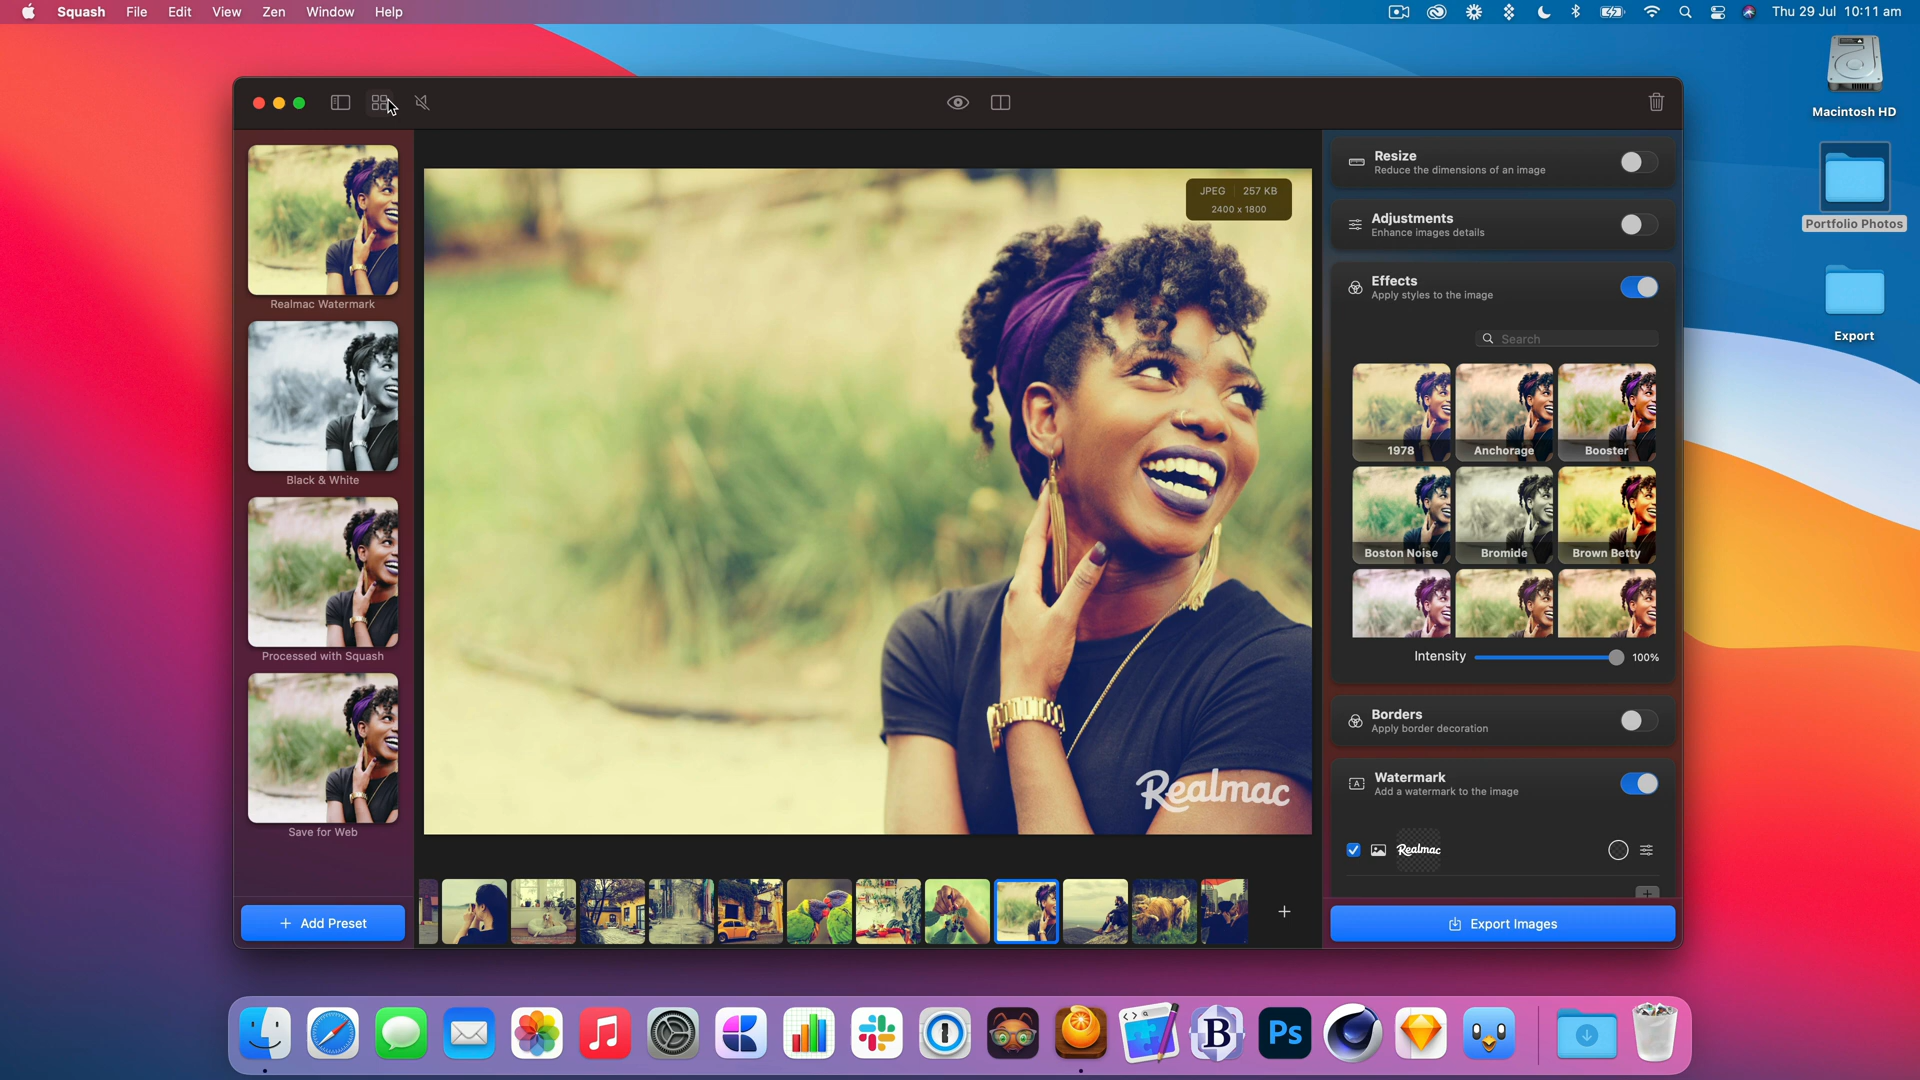 Squash File Edit View Zen Window Help
Thu 29 Jul 10:11 am
Macintosh HD
Portfolio Photos
Export
Realmac Watermark
Black & White
Processed with Squash
Save for Web
+ Add Preset
JPEG 257 KB
2400 x 1800
Realmac
Resize
Reduce the dimensions of an image
Adjustments
Enhance images details
Effects
Apply styles to the image
Search
1978 Anchorage Booster
Boston Noise Bromide Brown Betty
Intensity 100%
Borders
Apply border decoration
Watermark
Add a watermark to the image
Realmac
Export Images
B
Ps